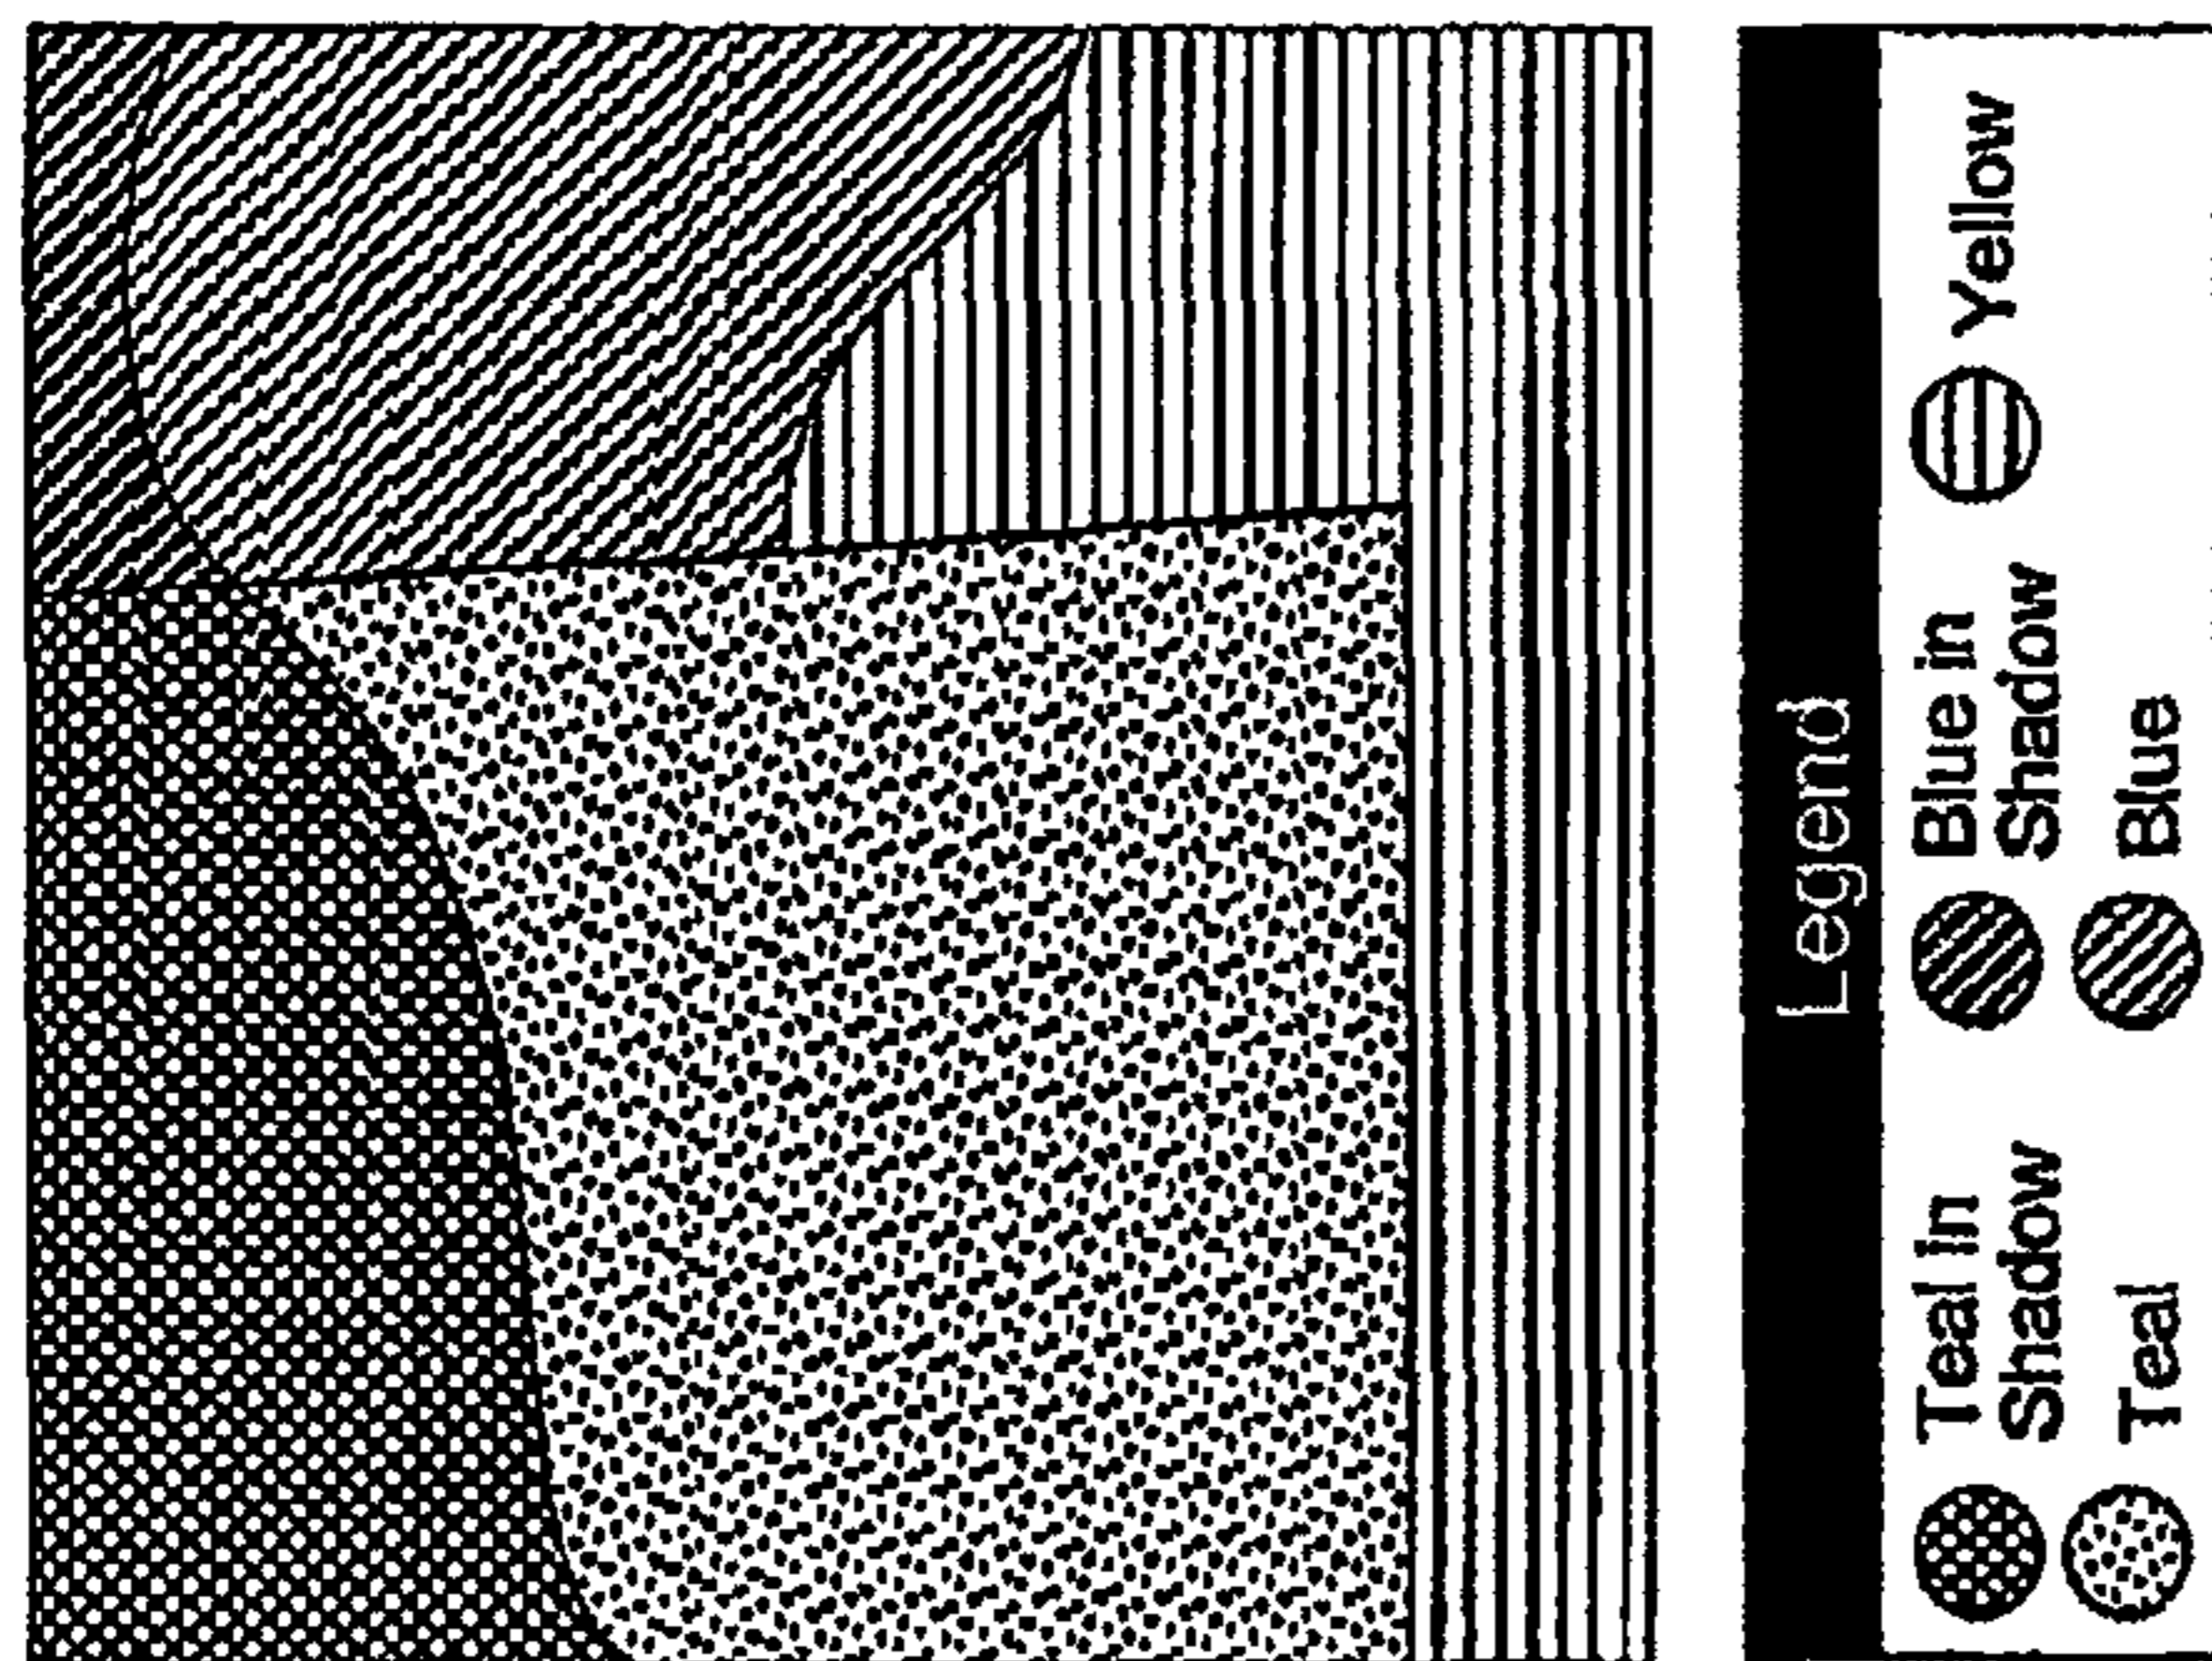 Legend
Teal in
Shadow
Teal
Blue in
Shadow
Blue
Yellow